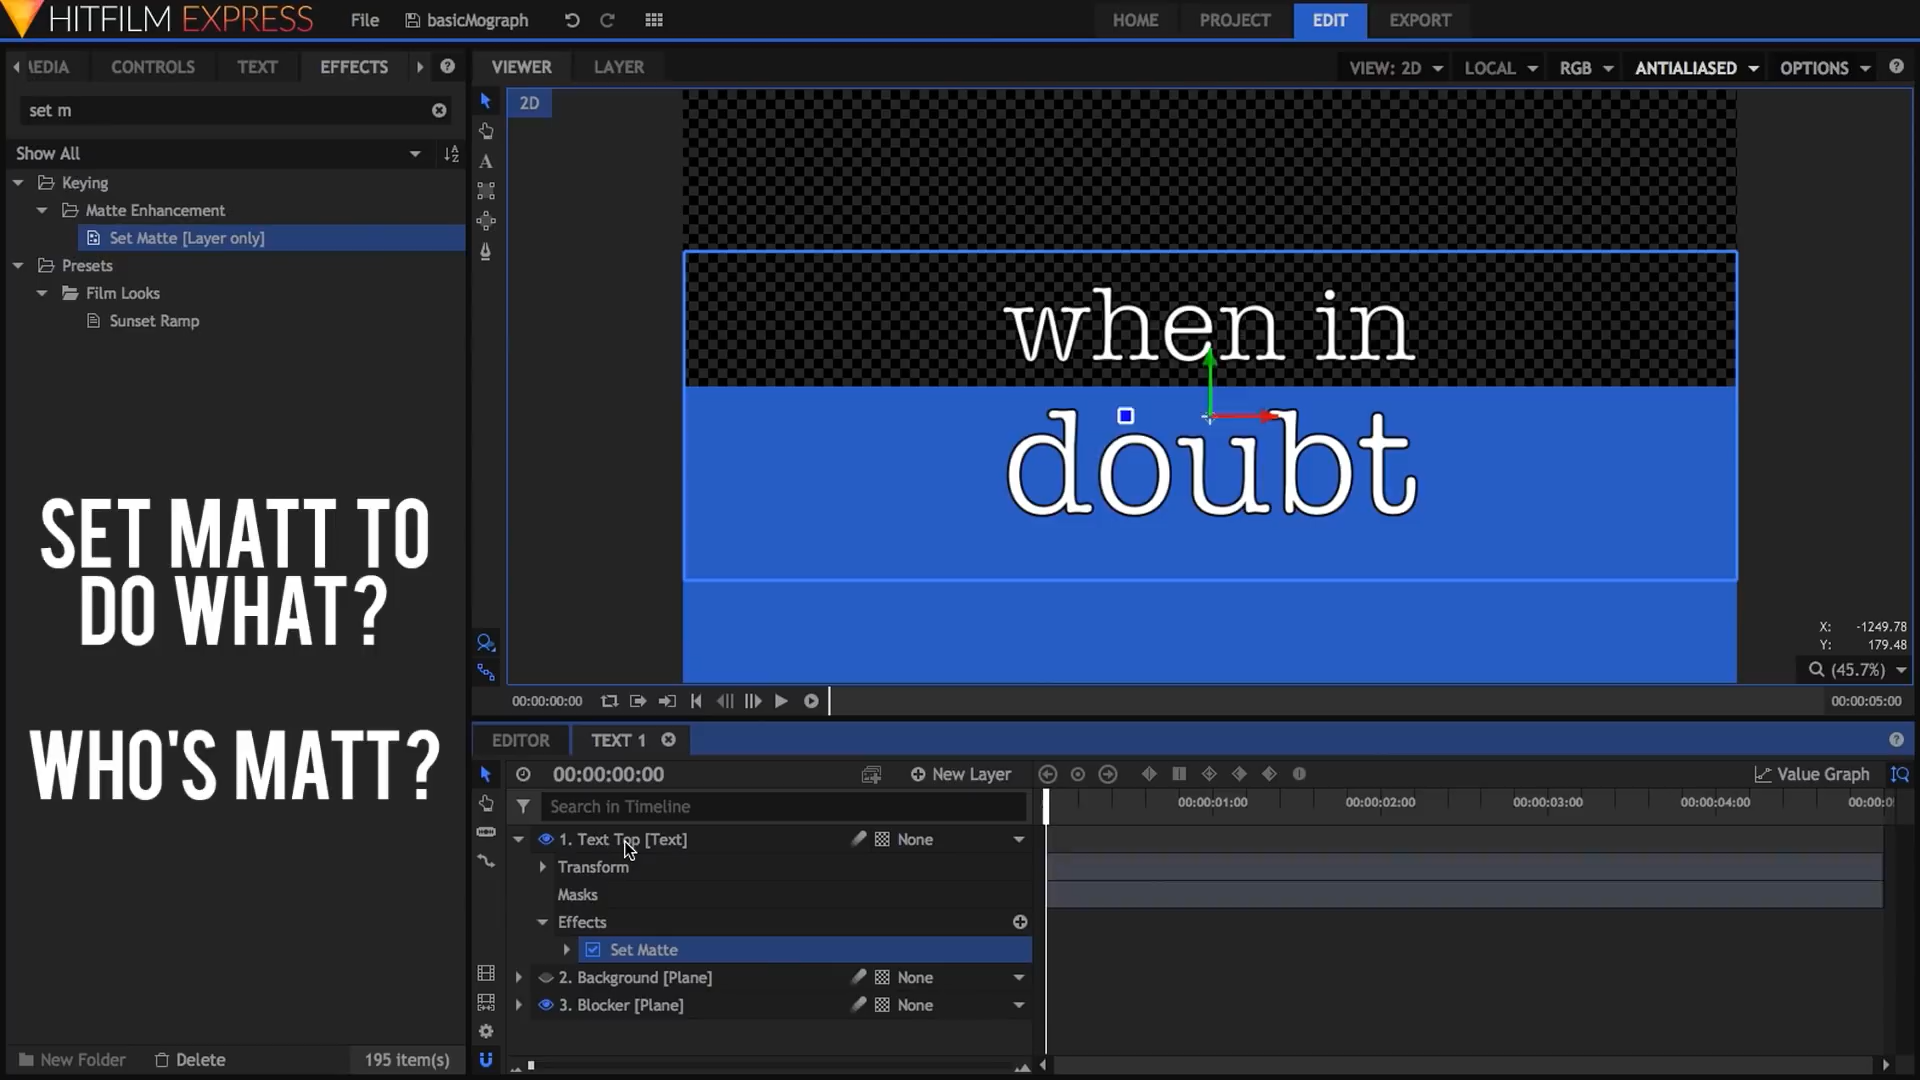 HITFILM EXPRESS File basicMograph HOME PROJECT EDIT EXPORT
MEDIA CONTROLS TEXT EFFECTS VIEWER LAYER VIEW: 2D LOCAL RGB ANTIALIASED OPTIONS
set m
2D
Show All
Keying
Matte Enhancement
Set Matte [Layer only]
Presets
Film Looks
Sunset Ramp
when in
doubt
SET MATT TO
DO WHAT?
WHO'S MATT?
X: -1249.78
Y: 179.48
(45.7%)
00:00:00:00 00:00:05:00
EDITOR TEXT 1
00:00:00:00 New Layer Value Graph
Search in Timeline 00:00:01:00 00:00:02:00 00:00:03:00 00:00:04:00
1. Text Top [Text] None
Transform
Masks
Effects
Set Matte
2. Background [Plane] None
3. Blocker [Plane] None
New Folder Delete 195 item(s)